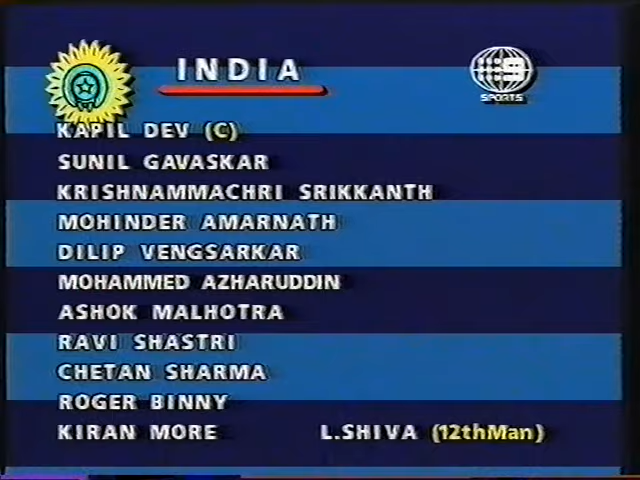 INDIA
SPORTS
KAPIL DEV (C)
SUNIL GAVASKAR
KRISHNAMMACHRI SRIKKANTH
MOHINDER AMARNATH
DILIP VENGSARKAR
MOHAMMED AZHARUDDIN
ASHOK MALHOTRA
RAVI SHASTRI
CHETAN SHARMA
ROGER BINNY
KIRAN MORE L.SHIVA (12thMan)